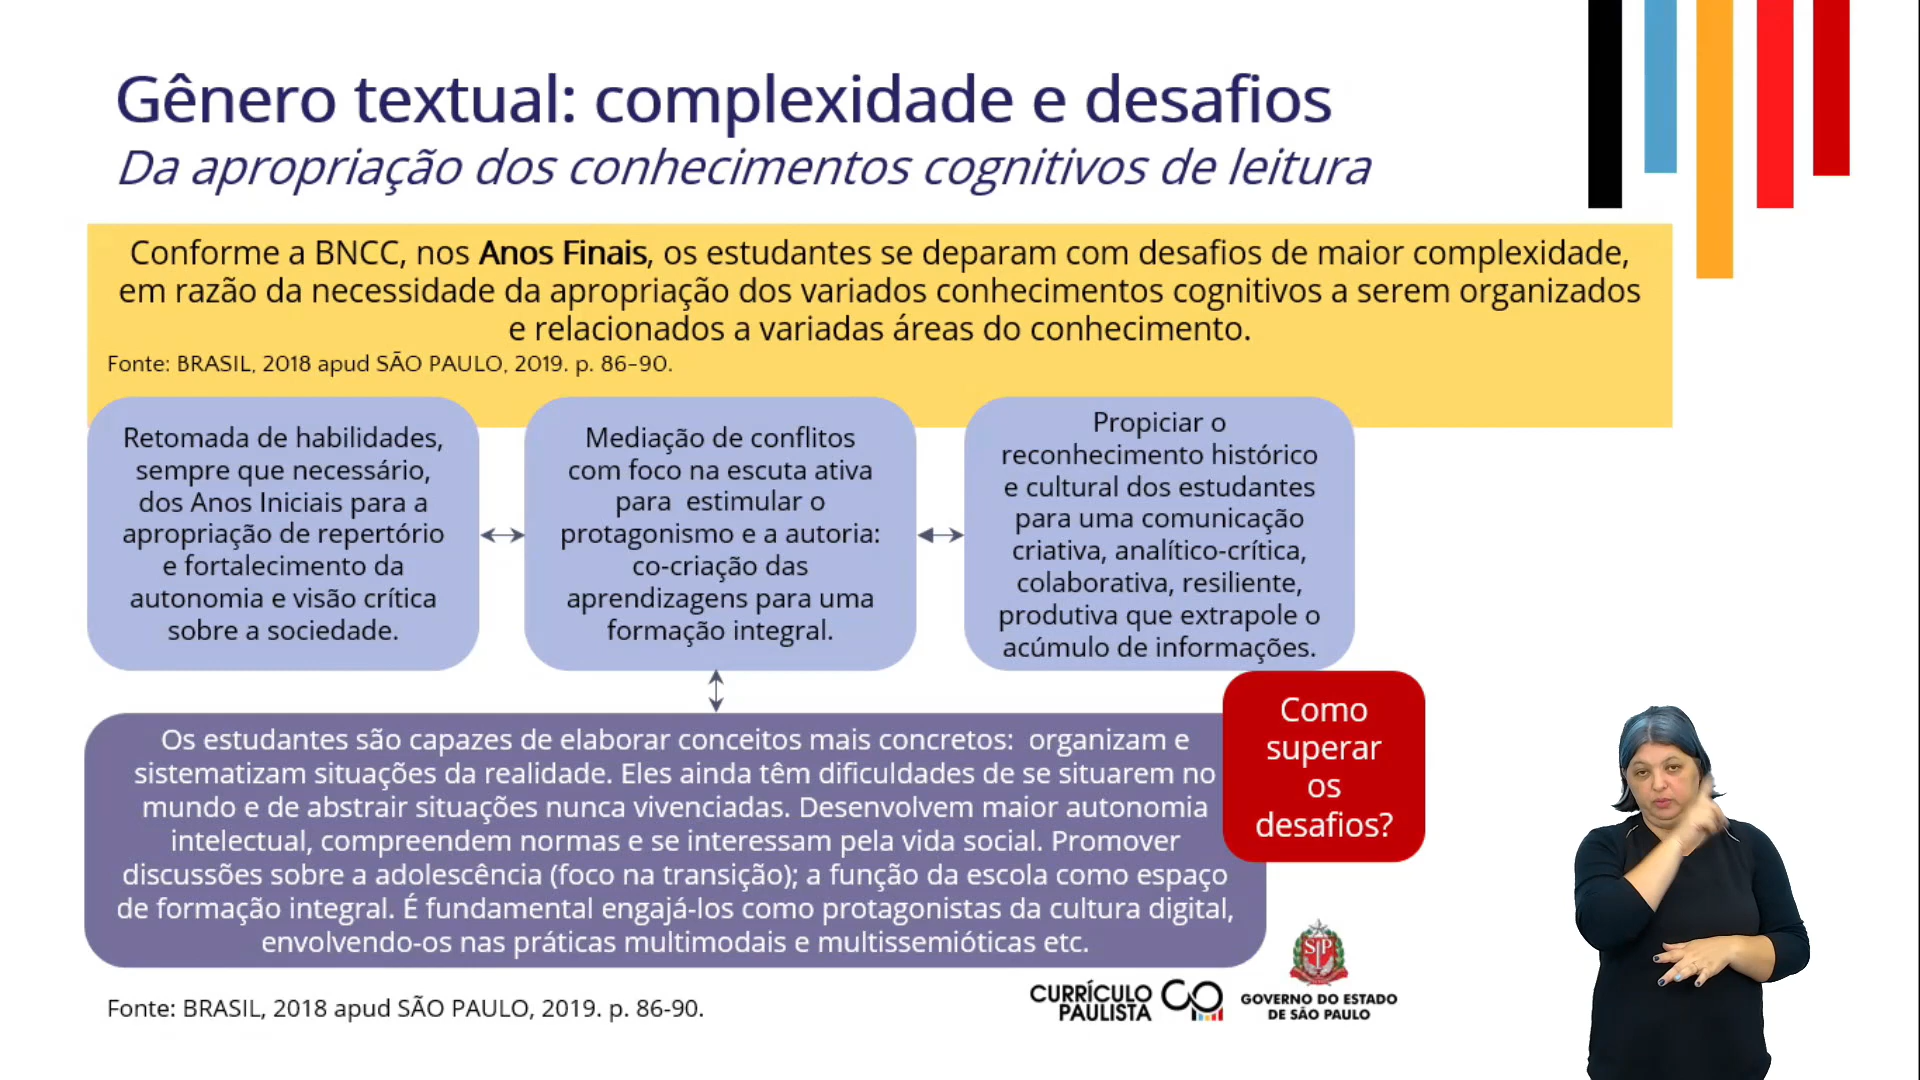 Gênero textual: complexidade e desafios
Da apropriação dos conhecimentos cognitivos de leitura
Conforme a BNCC, nos Anos Finais, os estudantes se deparam com desafios de maior complexidade,
em razão da necessidade da apropriação dos variados conhecimentos cognitivos a serem organizados
e relacionados a variadas áreas do conhecimento.
Fonte: BRASIL, 2018 apud SÃO PAULO, 2019. p. 86-90.
Retomada de habilidades,
sempre que necessário,
dos Anos Iniciais para a
apropriação de repertório
e fortalecimento da
autonomia e visão crítica
sobre a sociedade.
Mediação de conflitos
com foco na escuta ativa
para  estimular o
protagonismo e a autoria:
co-criação das
aprendizagens para uma
formação integral.
Propiciar o
reconhecimento histórico
e cultural dos estudantes
para uma comunicação
criativa, analítico-crítica,
colaborativa, resiliente,
produtiva que extrapole o
acúmulo de informações.
Os estudantes são capazes de elaborar conceitos mais concretos:  organizam e
sistematizam situações da realidade. Eles ainda têm dificuldades de se situarem no
mundo e de abstrair situações nunca vivenciadas. Desenvolvem maior autonomia
intelectual, compreendem normas e se interessam pela vida social. Promover
discussões sobre a adolescência (foco na transição); a função da escola como espaço
de formação integral. É fundamental engajá-los como protagonistas da cultura digital,
envolvendo-os nas práticas multimodais e multissemióticas etc.
Como
superar
os
desafios?
Fonte: BRASIL, 2018 apud SÃO PAULO, 2019. p. 86-90.
CURRÍCULO
PAULISTA
SP
GOVERNO DO ESTADO
DE SÃO PAULO